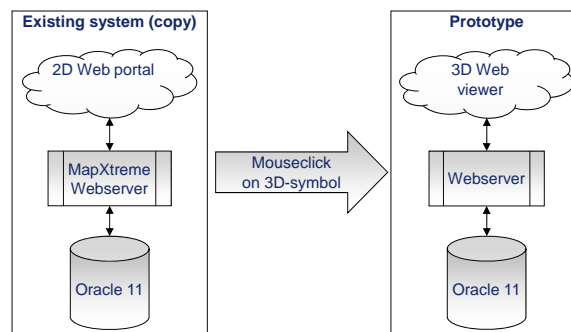 Existing system (copy)
2D Web portal
MapXtreme
Webserver
Oracle 11
Mouseclick
on 3D-symbol
Prototype
3D Web
viewer
Webserver
Oracle 11